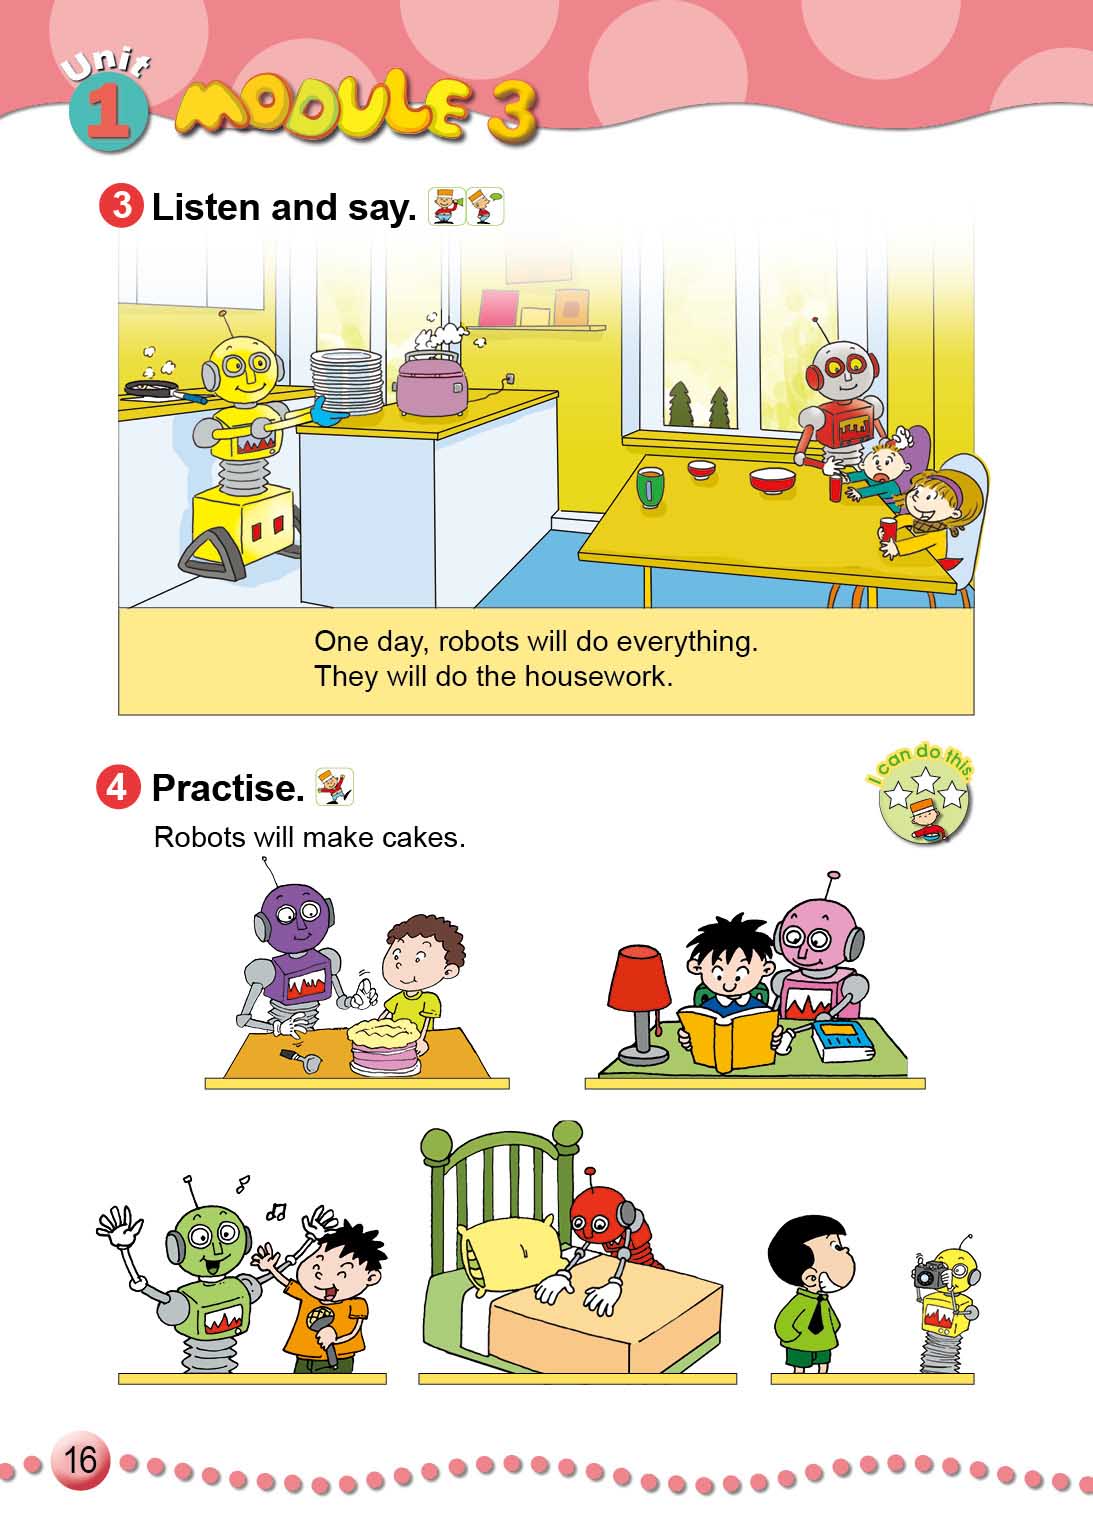 Unit
1
MODULE 3
3 Listen and say.
One day, robots will do everything.
They will do the housework.
4 Practise.
I can do this.
Robots will make cakes.
16